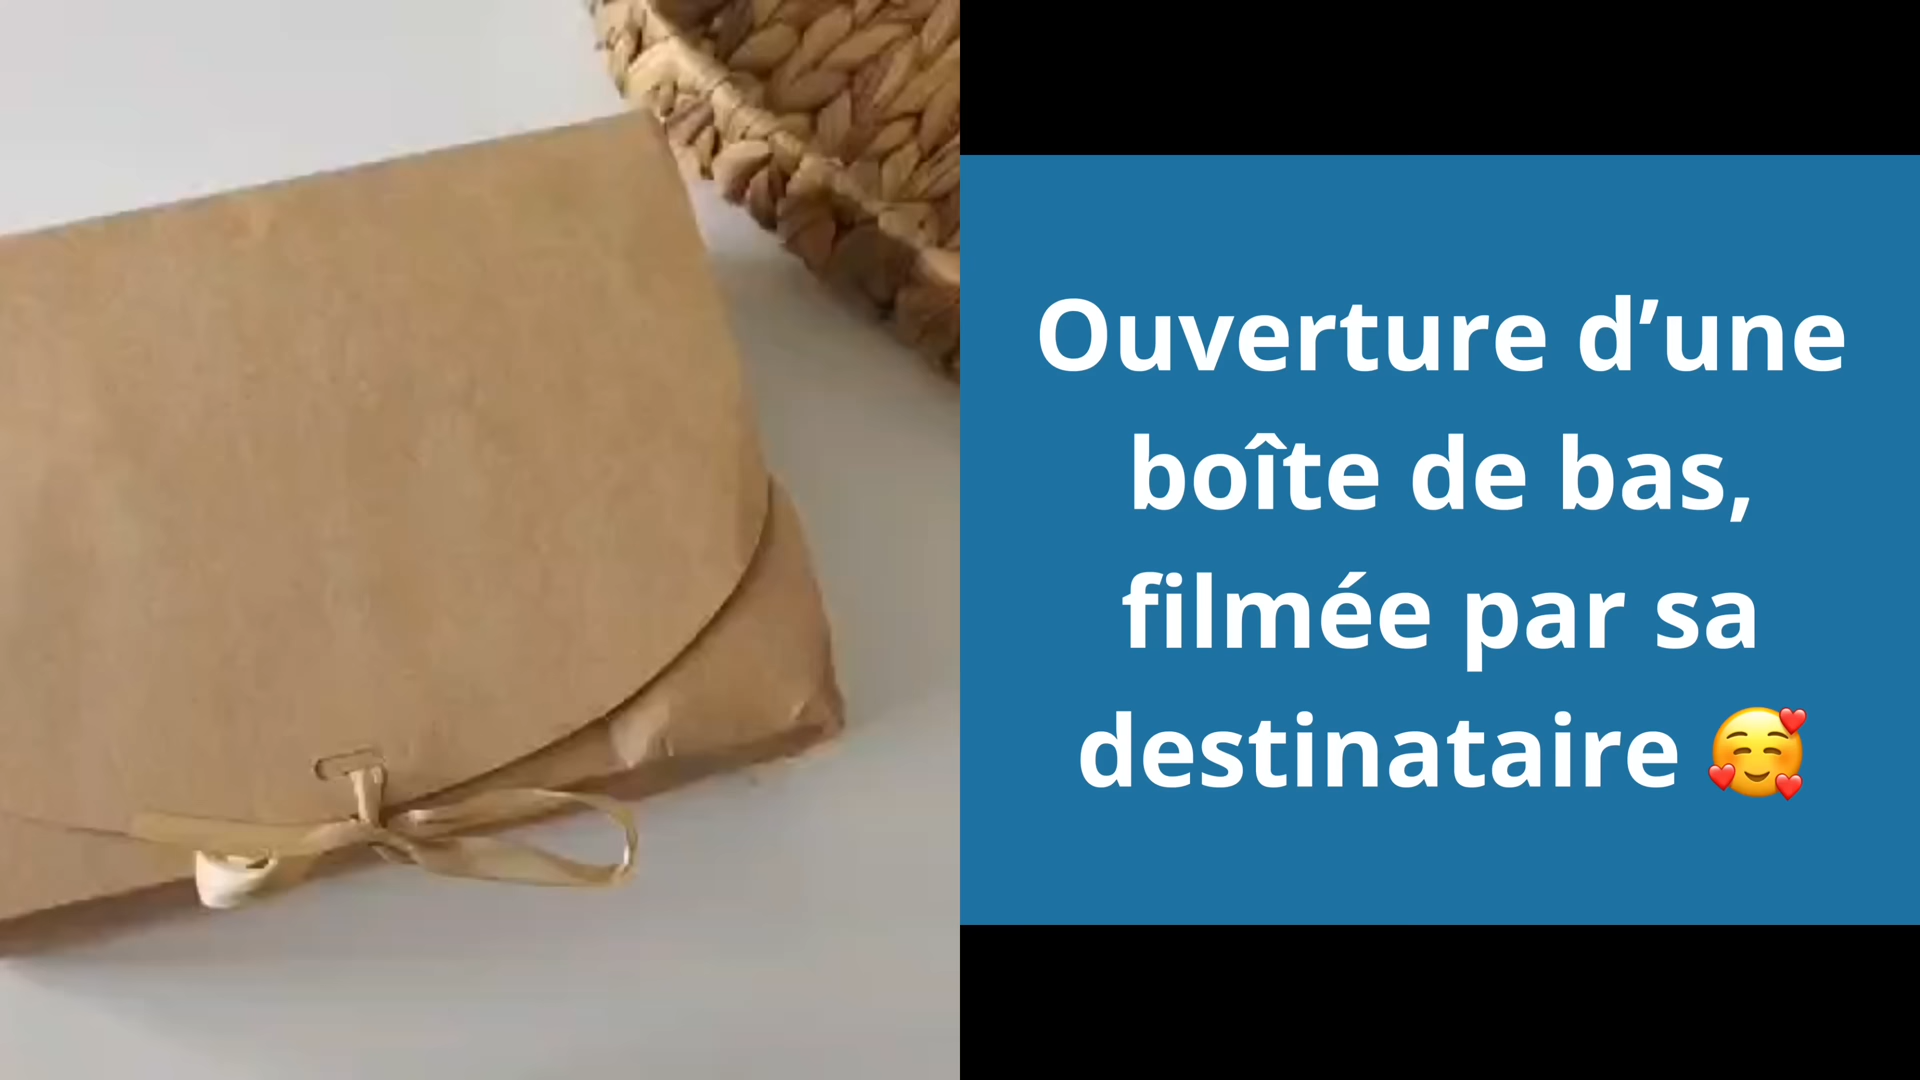 Ouverture d’une
boîte de bas,
filmée par sa
destinataire 🥰